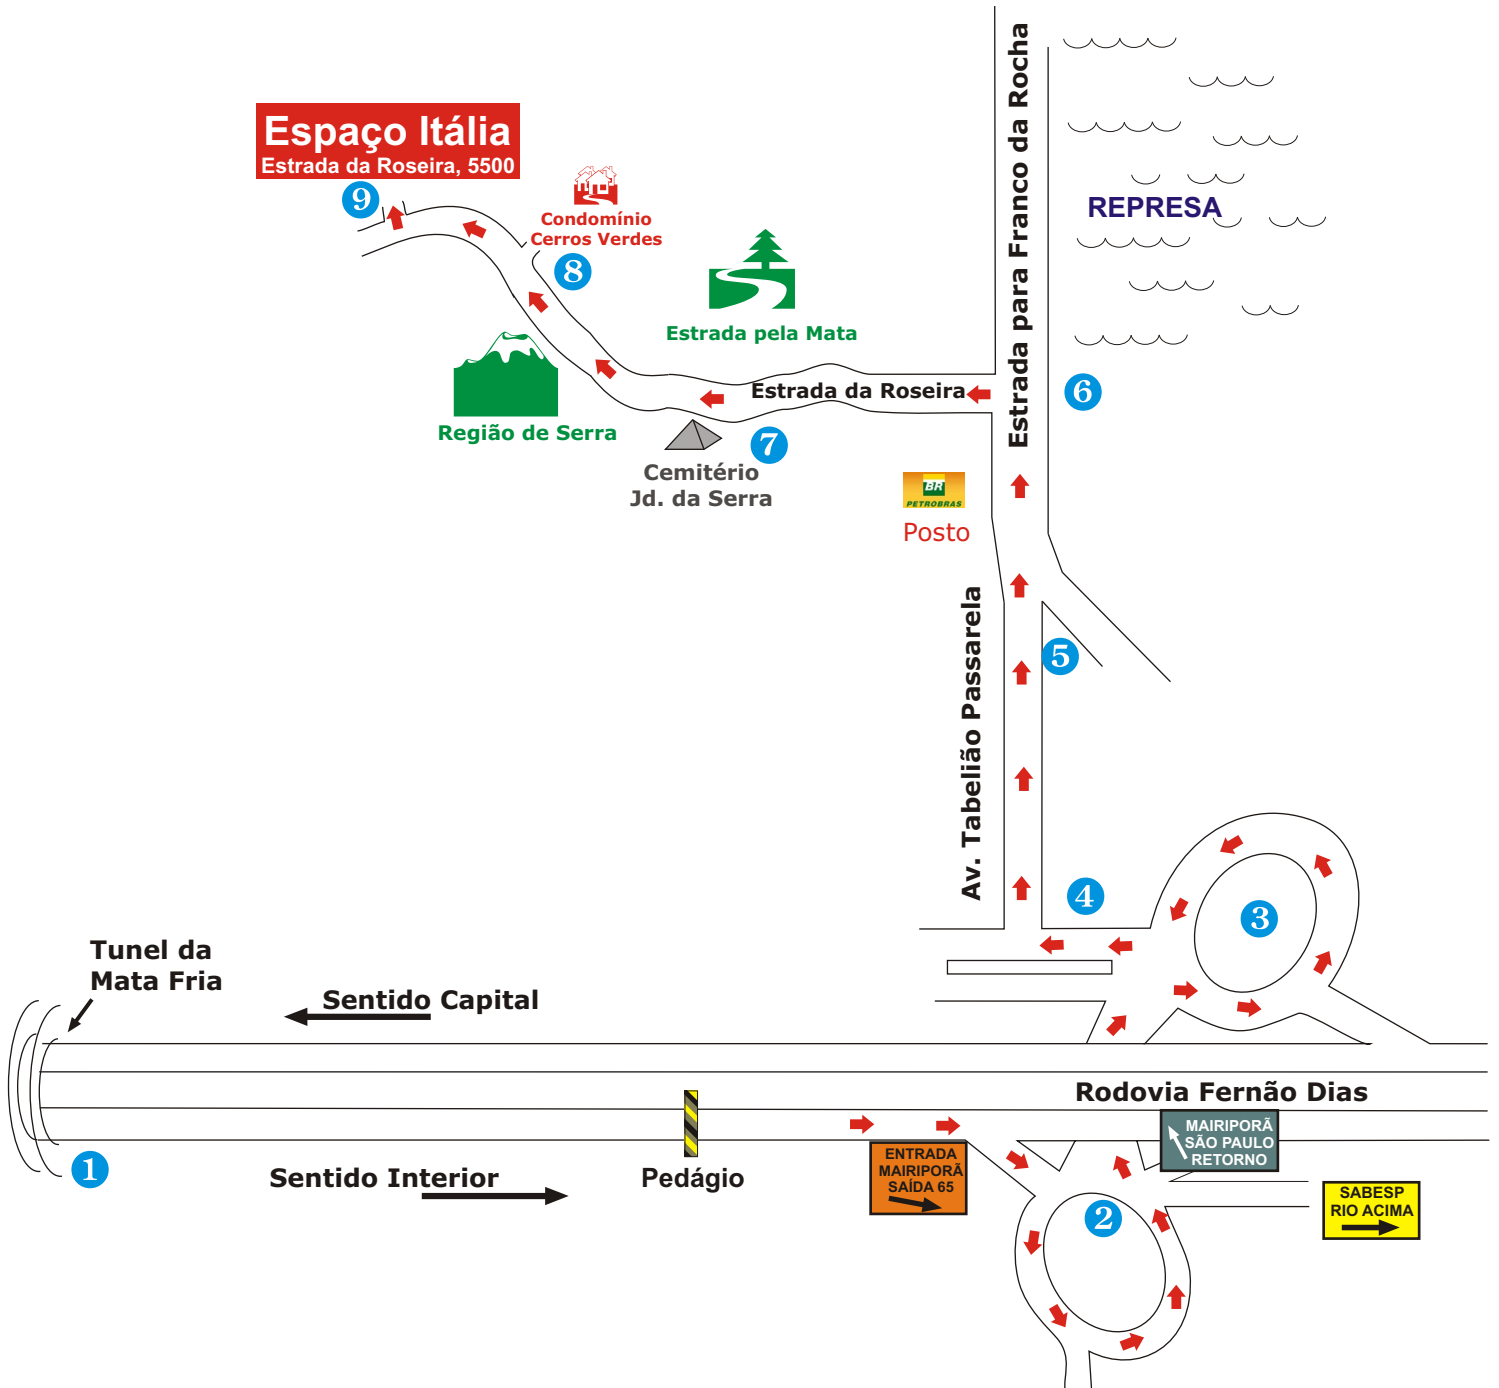 Espaço Itália
Estrada da Roseira, 5500
9
Condomínio
Cerros Verdes
8
Estrada pela Mata
Região de Serra
Estrada da Roseira
7
Cemitério
Jd. da Serra
BR
PETROBRAS
Posto
Estrada para Franco da Rocha
REPRESA
6
Av. Tabelião Passarela
5
4
3
Tunel da
Mata Fria
Sentido Capital
Rodovia Fernão Dias
1
Sentido Interior
Pedágio
ENTRADA
MAIRIPORÃ
SAÍDA 65
2
MAIRIPORÃ
SÃO PAULO
RETORNO
SABESP
RIO ACIMA